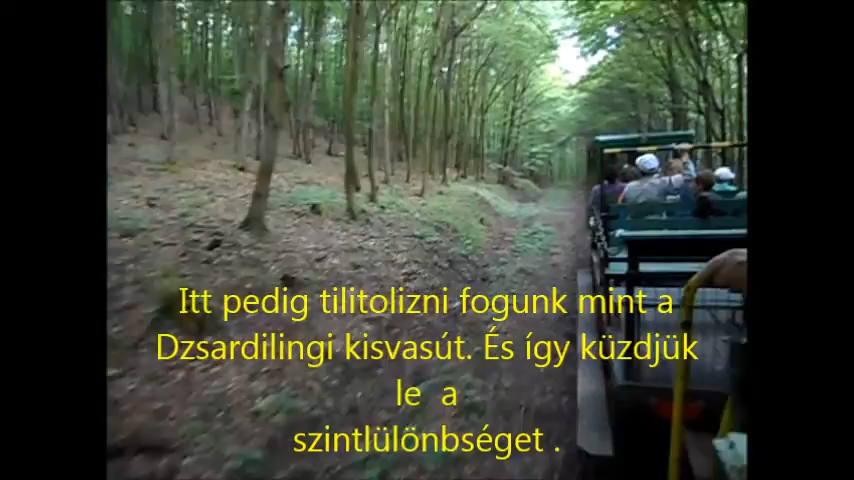 Itt pedig tilitolizni fogunk mint a
Dzsardilingi kisvasút. És így küzdjük
le a
szintlülönbséget .